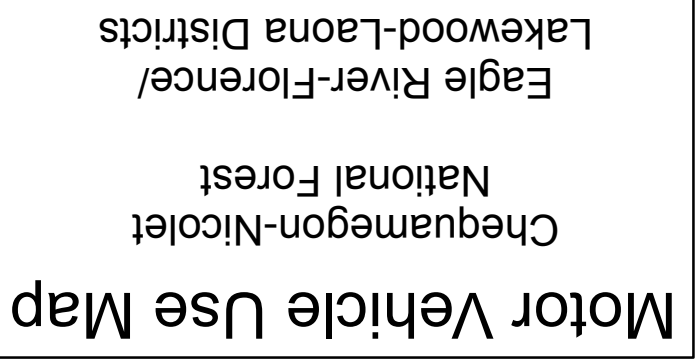 Motor Vehicle Use Map
Chequamegon-Nicolet
National Forest
Eagle River-Florence/
Lakewood-Laona Districts